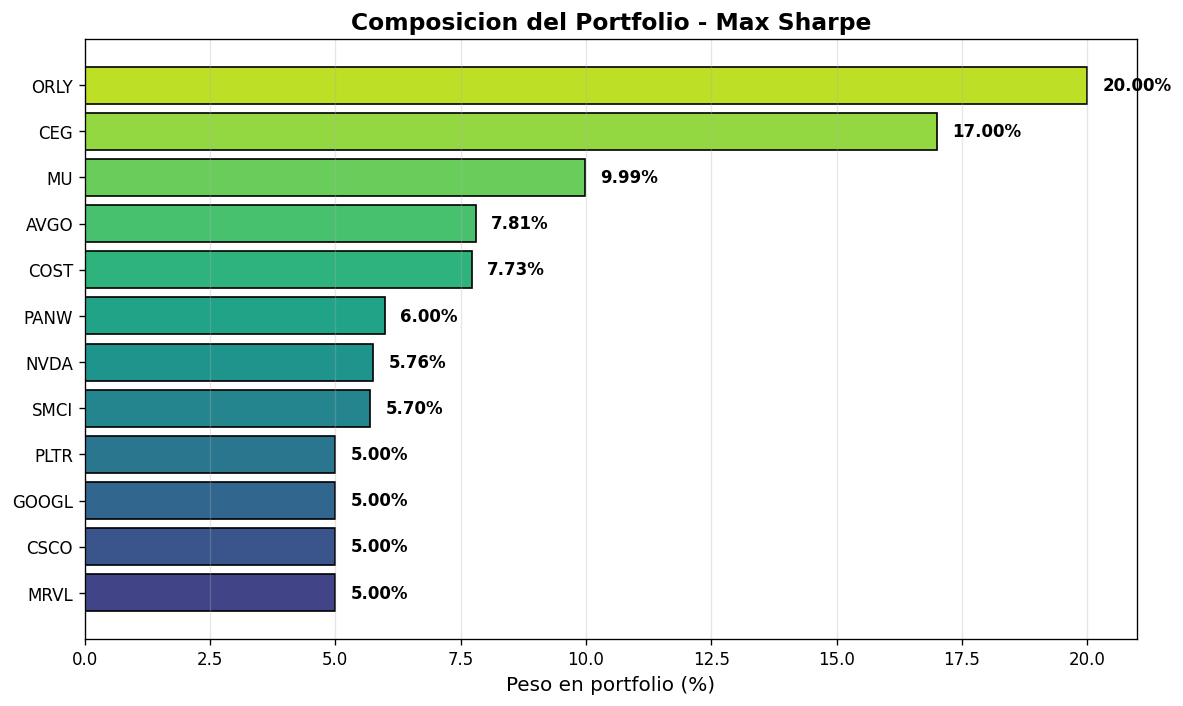 Composicion del Portfolio - Max Sharpe
ORLY 20.00%
CEG 17.00%
MU 9.99%
AVGO 7.81%
COST 7.73%
PANW 6.00%
NVDA 5.76%
SMCI 5.70%
PLTR 5.00%
GOOGL 5.00%
CSCO 5.00%
MRVL 5.00%
0.0 2.5 5.0 7.5 10.0 12.5 15.0 17.5 20.0
Peso en portfolio (%)